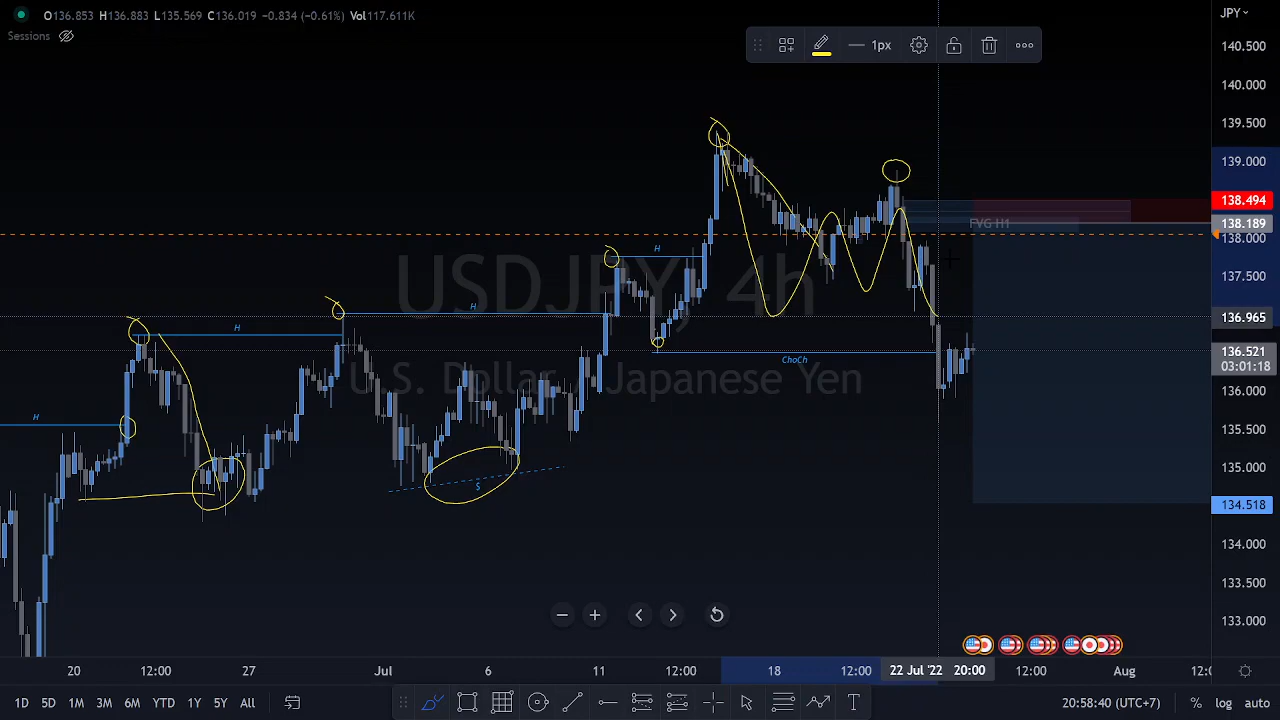 O136.853 H136.883 L135.569 C136.019 −0.834 (−0.61%) Vol117.611K
Sessions
1px
JPY
140.500
140.000
139.500
139.000
138.494
138.189
138.000
137.500
136.965
136.521
03:01:18
136.000
135.500
135.000
134.518
134.000
133.500
133.000
USDJPY, 4h
U.S. Dollar / Japanese Yen
FVG H1
H
H
H
H
ChoCh
S
20 12:00 27 Jul 6 11 12:00 18 12:00 22 Jul '22 20:00 12:00 Aug 12:0
1D 5D 1M 3M 6M YTD 1Y 5Y All
T
20:58:40 (UTC+7) % log auto